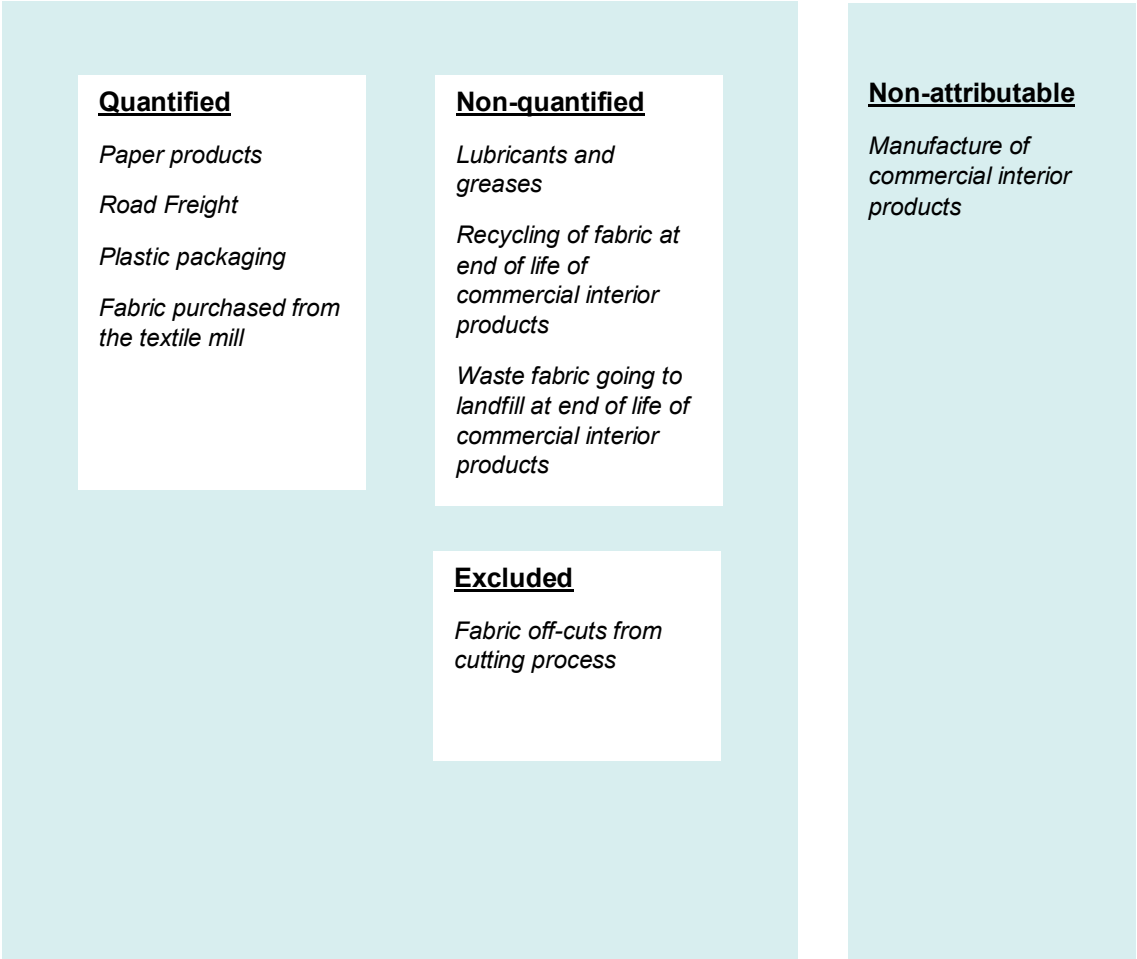 Quantified
Paper products
Road Freight
Plastic packaging
Fabric purchased from
the textile mill
Non-quantified
Lubricants and
greases
Recycling of fabric at
end of life of
commercial interior
products
Waste fabric going to
landfill at end of life of
commercial interior
products
Excluded
Fabric off-cuts from
cutting process
Non-attributable
Manufacture of
commercial interior
products